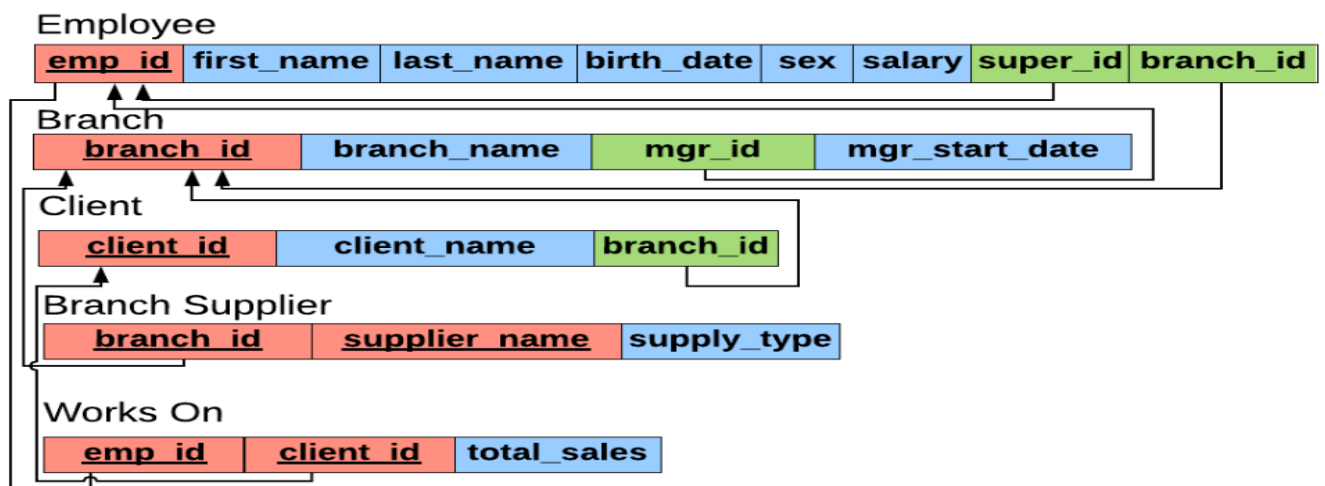 Employee
emp_id first_name last_name birth_date sex salary super_id branch_id
Branch
branch_id branch_name mgr_id mgr_start_date
Client
client_id client_name branch_id
Branch Supplier
branch_id supplier_name supply_type
Works On
emp_id client_id total_sales